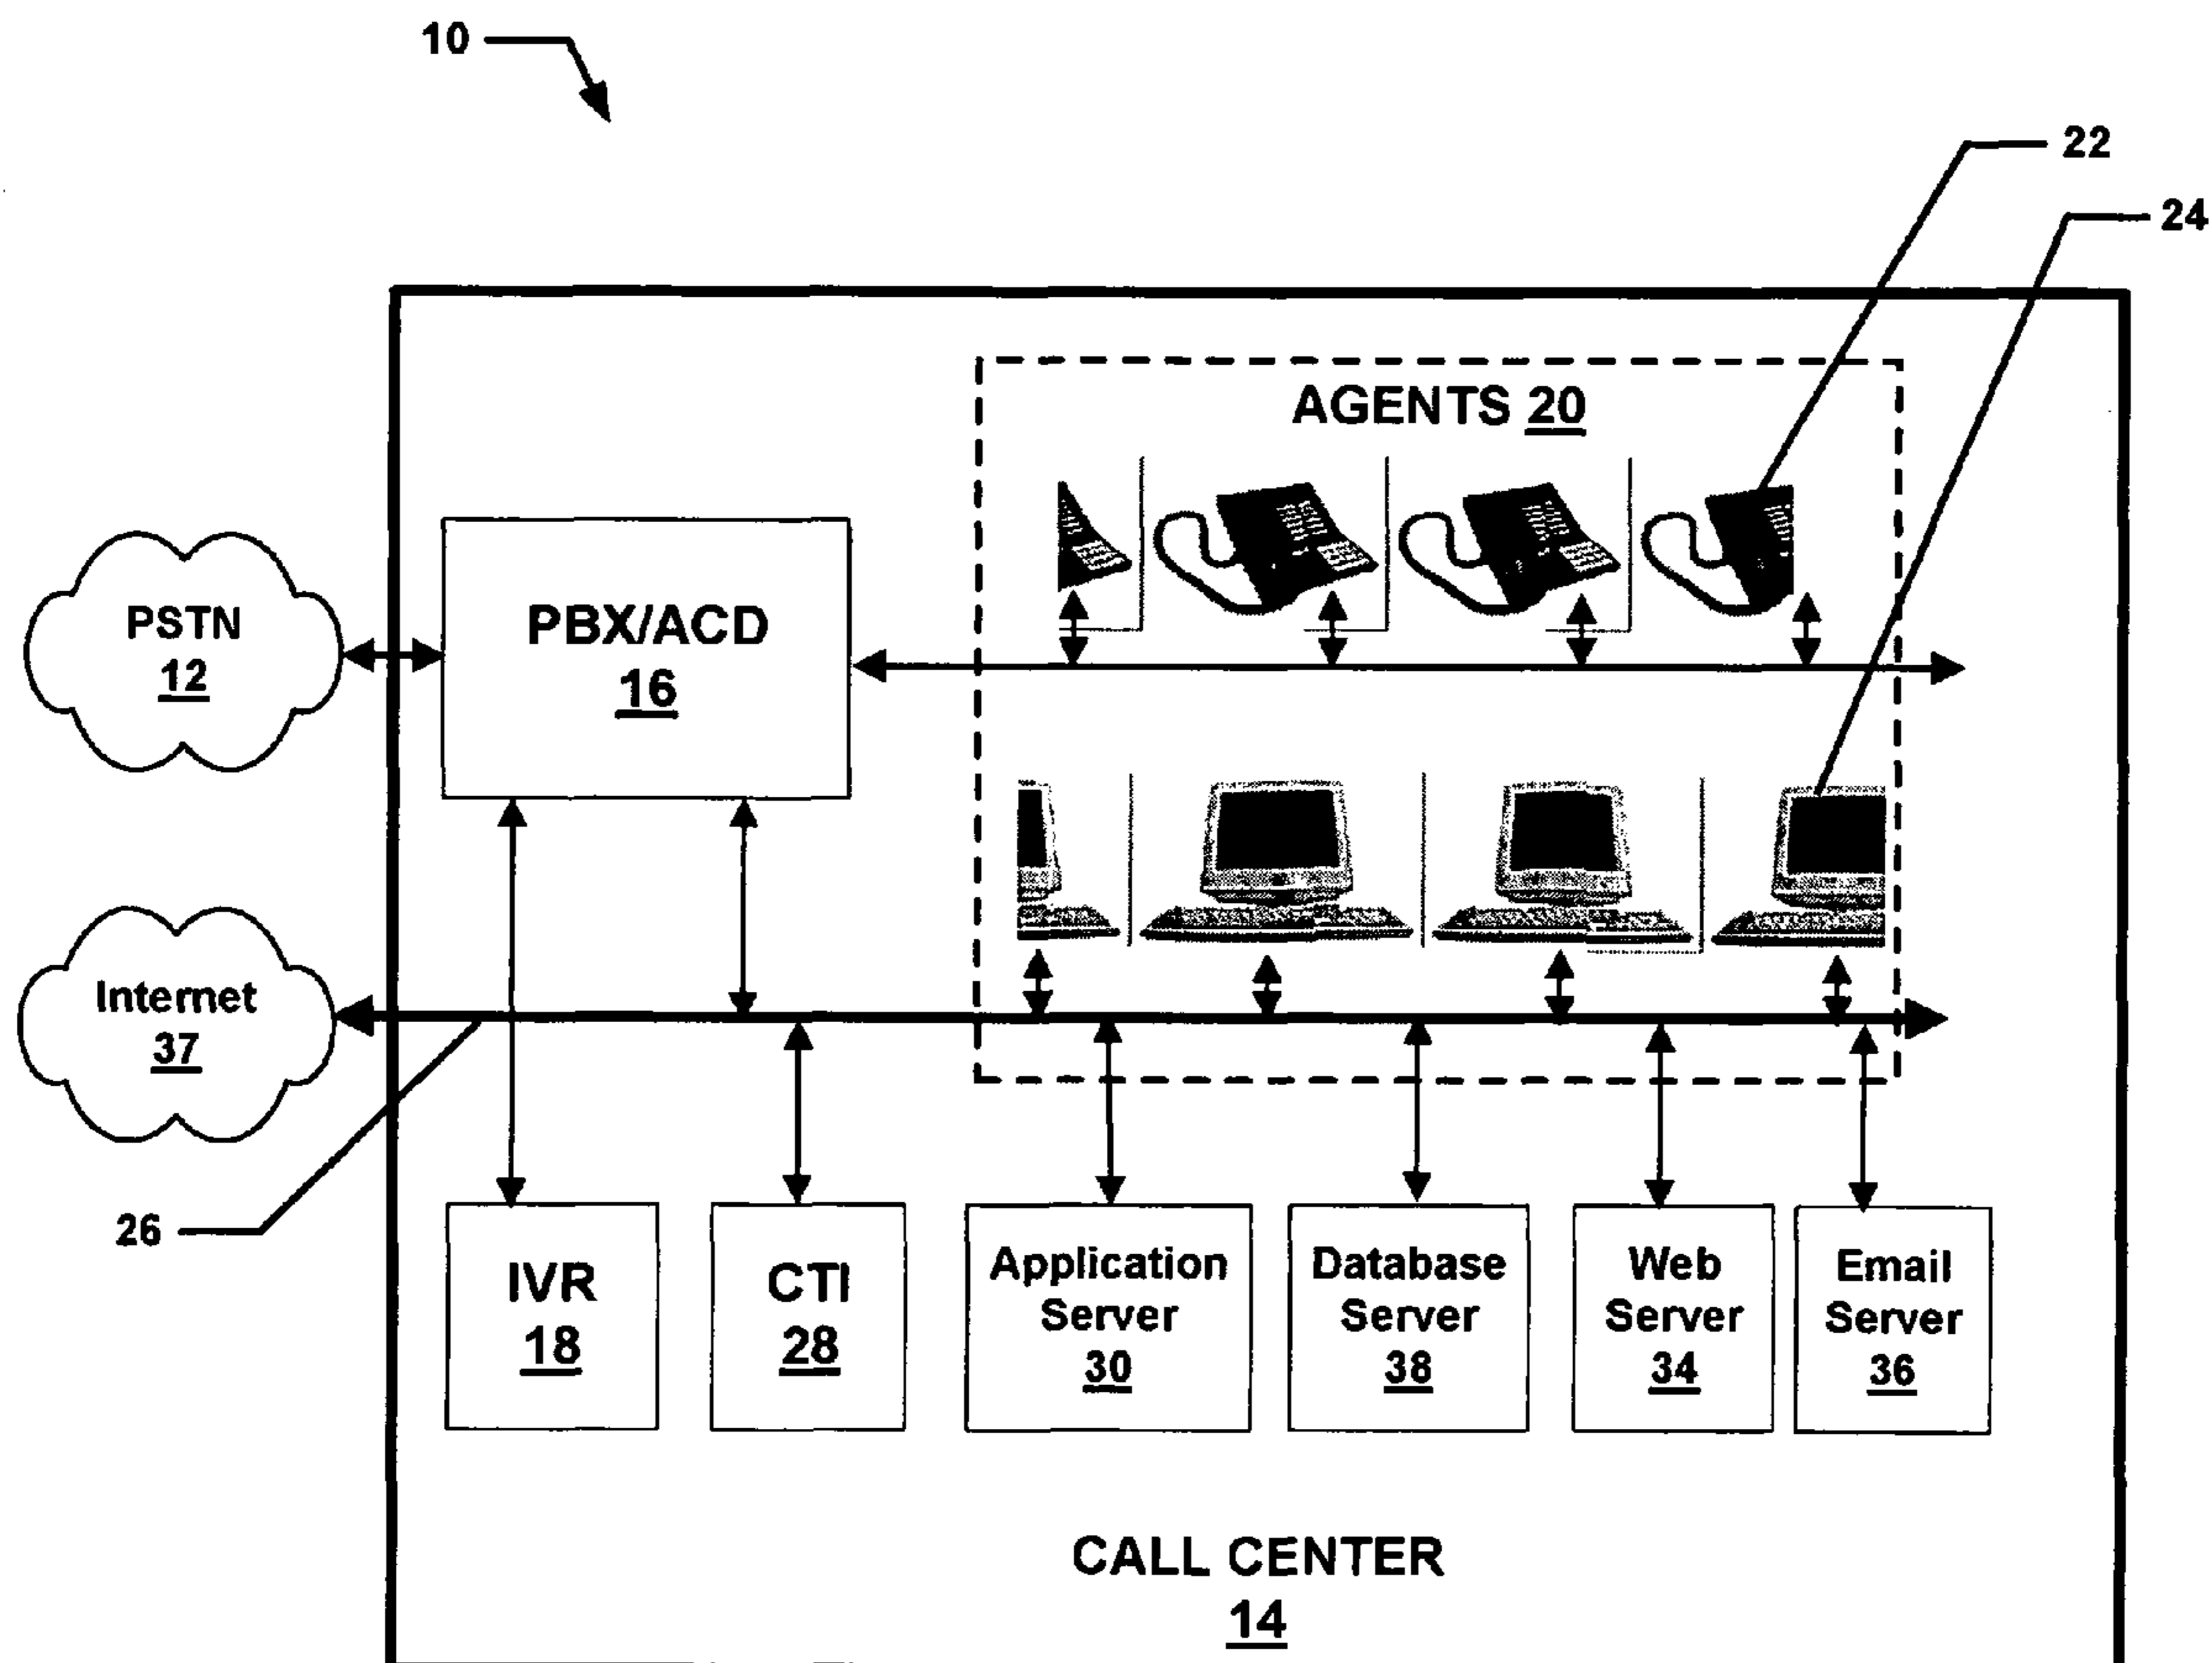 10
22
24
AGENTS 20
PSTN
12
PBX/ACD
16
Internet
37
26
IVR
18
CTI
28
Application
Server
30
Database
Server
38
Web
Server
34
Email
Server
36
CALL CENTER
14